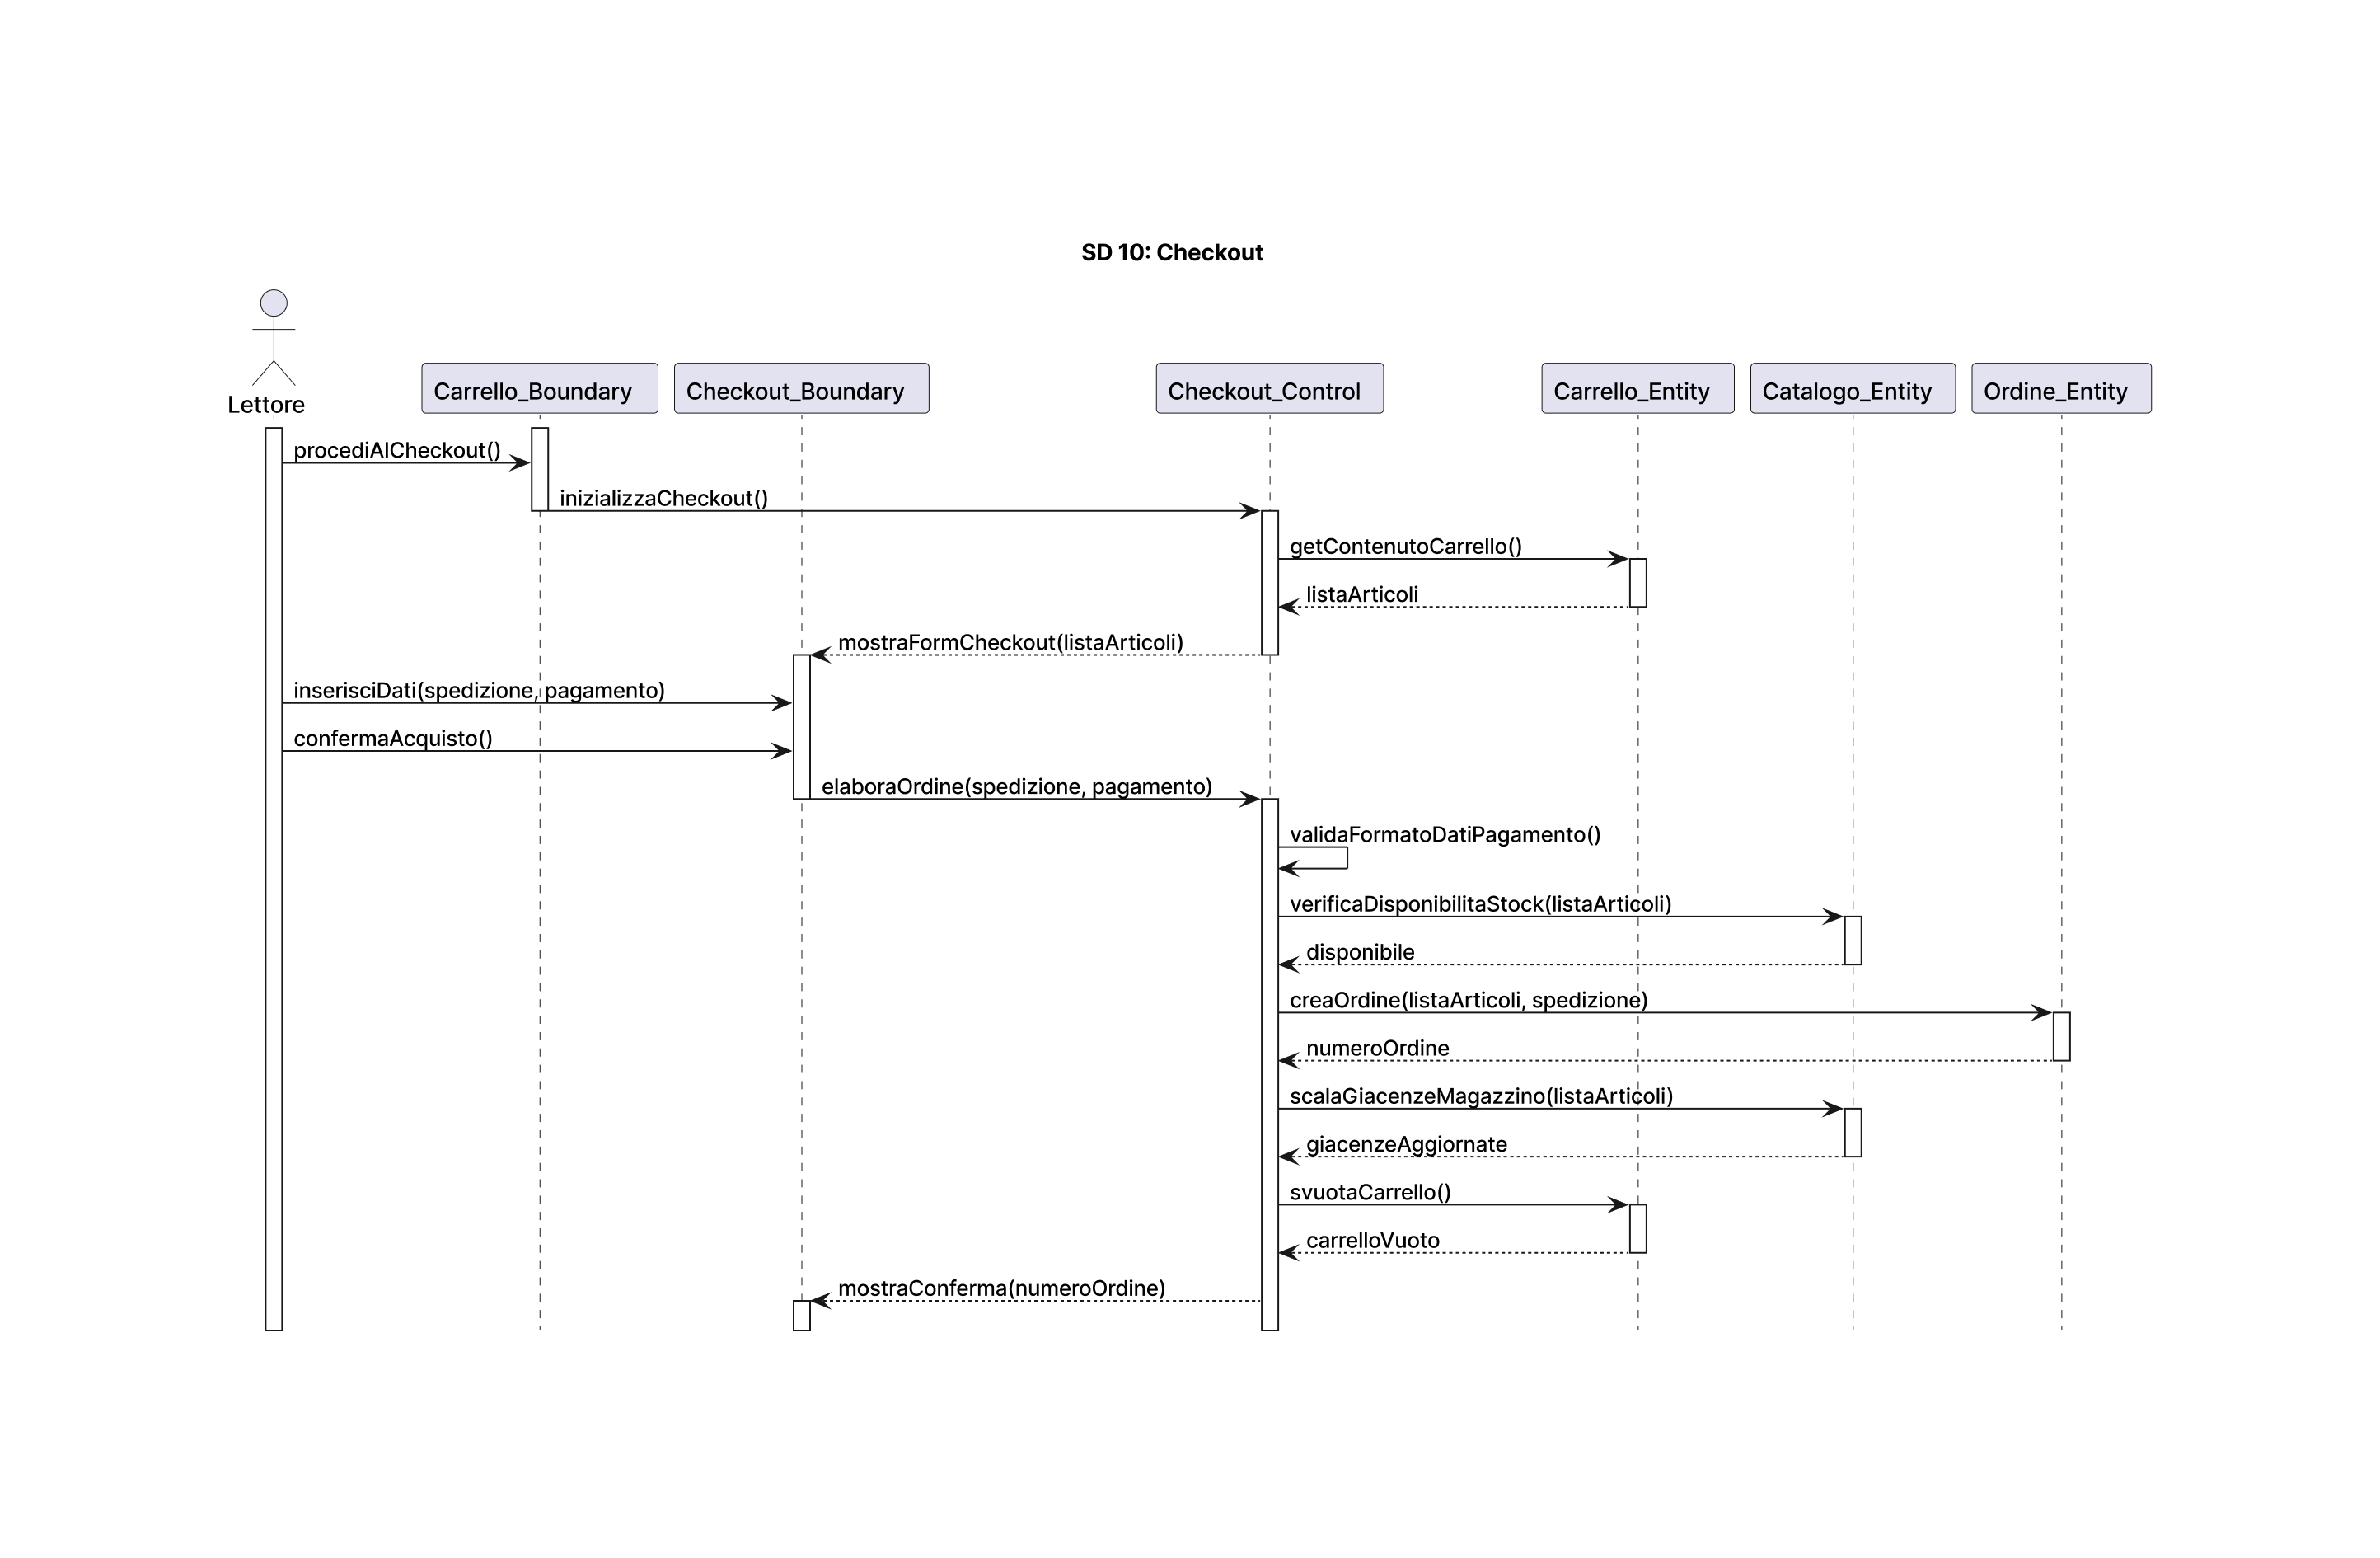 SD 10: Checkout
Lettore
Carrello_Boundary
Checkout_Boundary
Checkout_Control
Carrello_Entity
Catalogo_Entity
Ordine_Entity
procediAlCheckout()
inizializzaCheckout()
getContenutoCarrello()
listaArticoli
mostraFormCheckout(listaArticoli)
inserisciDati(spedizione, pagamento)
confermaAcquisto()
elaboraOrdine(spedizione, pagamento)
validaFormatoDatiPagamento()
verificaDisponibilitaStock(listaArticoli)
disponibile
creaOrdine(listaArticoli, spedizione)
numeroOrdine
scalaGiacenzeMagazzino(listaArticoli)
giacenzeAggiornate
svuotaCarrello()
carrelloVuoto
mostraConferma(numeroOrdine)